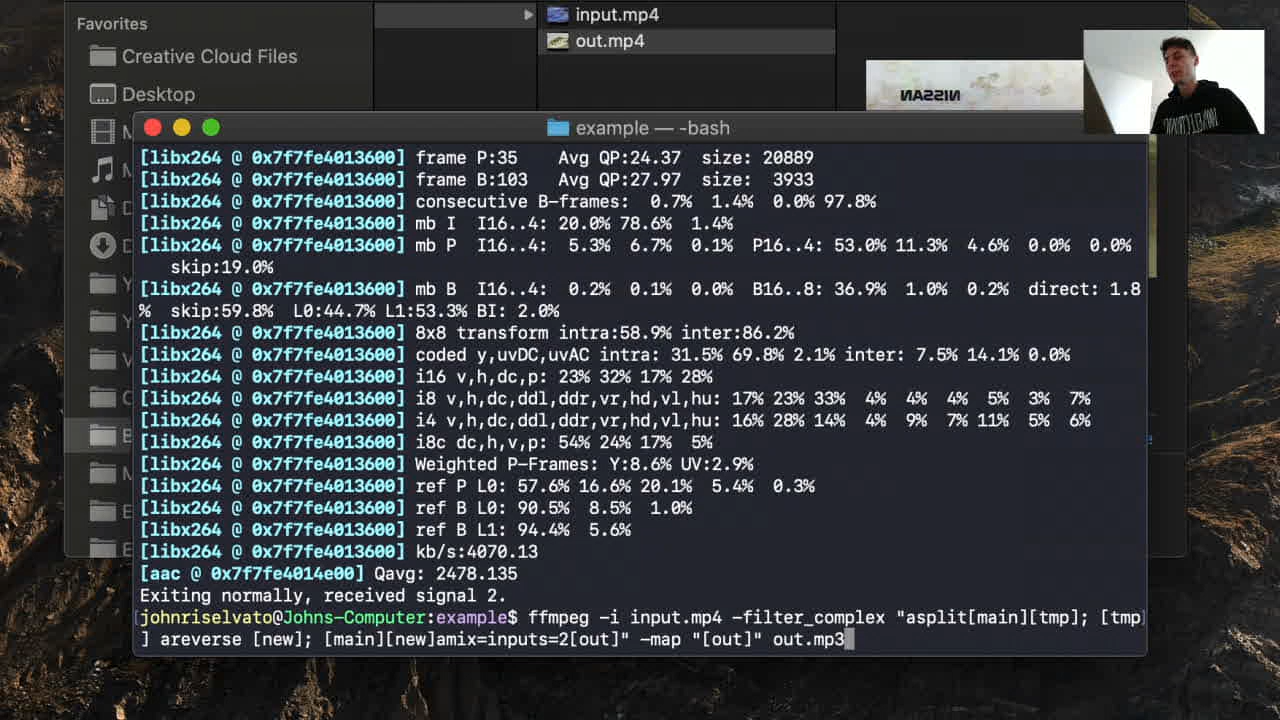 Favorites
Creative Cloud Files
Desktop
input.mp4
out.mp4
NISSAN
example — -bash
[libx264 @ 0x7f7fe4013600] frame P:35 Avg QP:24.37 size: 20889
[libx264 @ 0x7f7fe4013600] frame B:103 Avg QP:27.97 size: 3933
[libx264 @ 0x7f7fe4013600] consecutive B-frames: 0.7% 1.4% 0.0% 97.8%
[libx264 @ 0x7f7fe4013600] mb I I16..4: 20.0% 78.6% 1.4%
[libx264 @ 0x7f7fe4013600] mb P I16..4: 5.3% 6.7% 0.1% P16..4: 53.0% 11.3% 4.6% 0.0% 0.0%
skip:19.0%
[libx264 @ 0x7f7fe4013600] mb B I16..4: 0.2% 0.1% 0.0% B16..8: 36.9% 1.0% 0.2% direct: 1.8
% skip:59.8% L0:44.7% L1:53.3% BI: 2.0%
[libx264 @ 0x7f7fe4013600] 8x8 transform intra:58.9% inter:86.2%
[libx264 @ 0x7f7fe4013600] coded y,uvDC,uvAC intra: 31.5% 69.8% 2.1% inter: 7.5% 14.1% 0.0%
[libx264 @ 0x7f7fe4013600] i16 v,h,dc,p: 23% 32% 17% 28%
[libx264 @ 0x7f7fe4013600] i8 v,h,dc,ddl,ddr,vr,hd,vl,hu: 17% 23% 33% 4% 4% 4% 5% 3% 7%
[libx264 @ 0x7f7fe4013600] i4 v,h,dc,ddl,ddr,vr,hd,vl,hu: 16% 28% 14% 4% 9% 7% 11% 5% 6%
[libx264 @ 0x7f7fe4013600] i8c dc,h,v,p: 54% 24% 17% 5%
[libx264 @ 0x7f7fe4013600] Weighted P-Frames: Y:8.6% UV:2.9%
[libx264 @ 0x7f7fe4013600] ref P L0: 57.6% 16.6% 20.1% 5.4% 0.3%
[libx264 @ 0x7f7fe4013600] ref B L0: 90.5% 8.5% 1.0%
[libx264 @ 0x7f7fe4013600] ref B L1: 94.4% 5.6%
[libx264 @ 0x7f7fe4013600] kb/s:4070.13
[aac @ 0x7f7fe4014e00] Qavg: 2478.135
Exiting normally, received signal 2.
johnriselvato@Johns-Computer:example$ ffmpeg -i input.mp4 -filter_complex "asplit[main][tmp]; [tmp
] areverse [new]; [main][new]amix=inputs=2[out]" -map "[out]" out.mp3